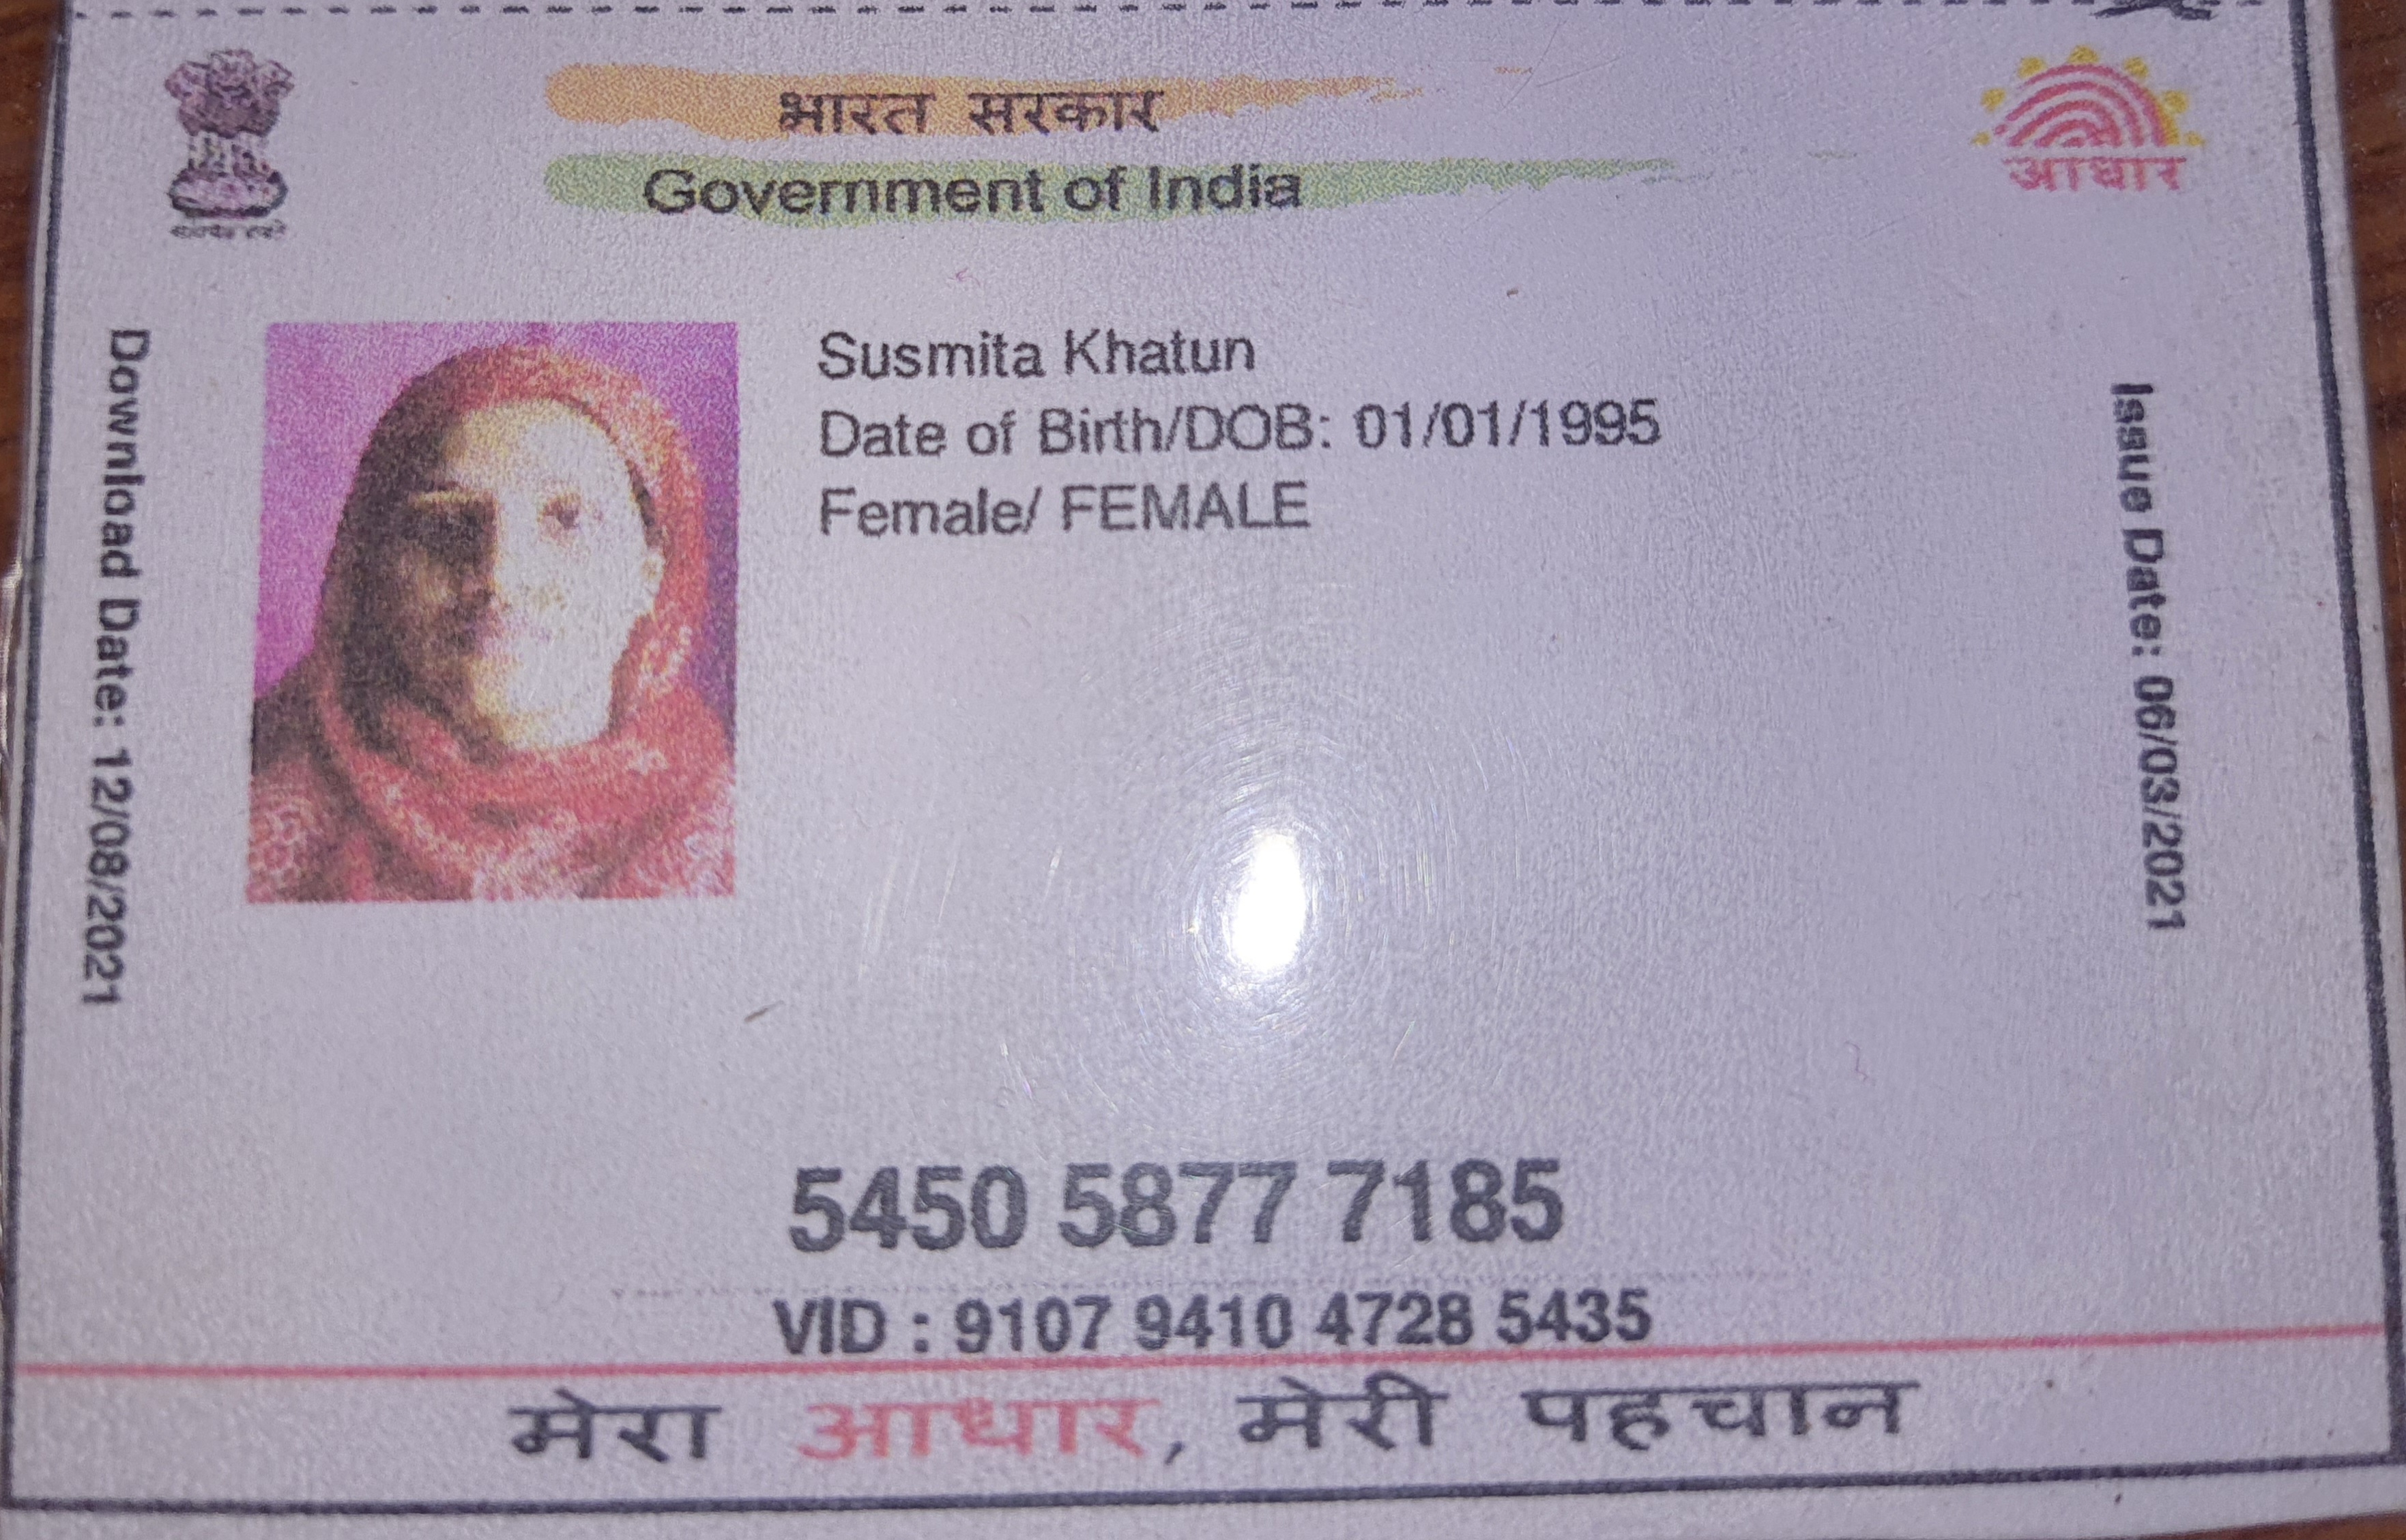 भारत सरकार
Government of India
आधार
Download Date: 12/08/2021
Susmita Khatun
Date of Birth/DOB: 01/01/1995
Female/ FEMALE
Issue Date: 06/03/2021
5450 5877 7185
VID : 9107 9410 4728 5435
मेरा आधार, मेरी पहचान